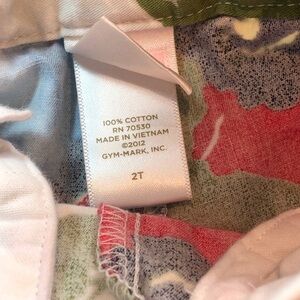 100% COTTON
RN 70530
MADE IN VIETNAM
©2012
GYM-MARK, INC.
2T